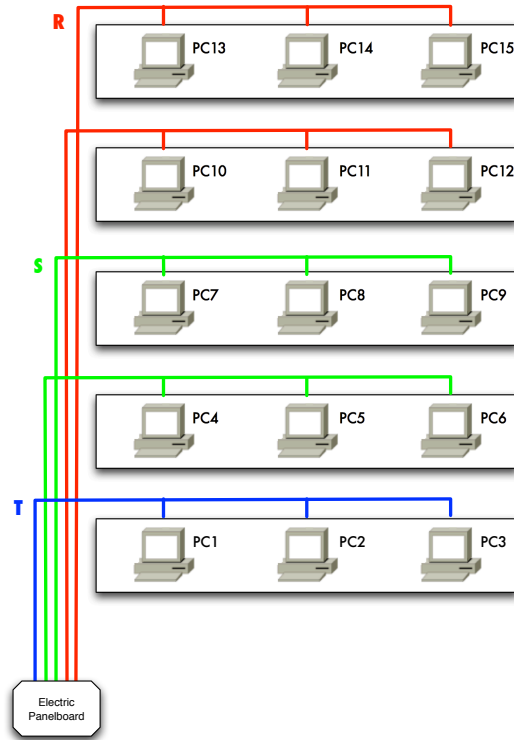 R
PC13 PC14 PC15
PC10 PC11 PC12
S
PC7 PC8 PC9
PC4 PC5 PC6
T
PC1 PC2 PC3
Electric
Panelboard